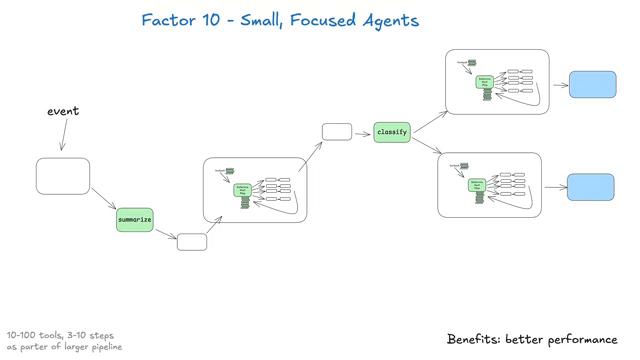 Factor 10 - Small, Focused Agents
event
summarize
classify
10-100 tools, 3-10 steps
as parter of larger pipeline
Benefits: better performance